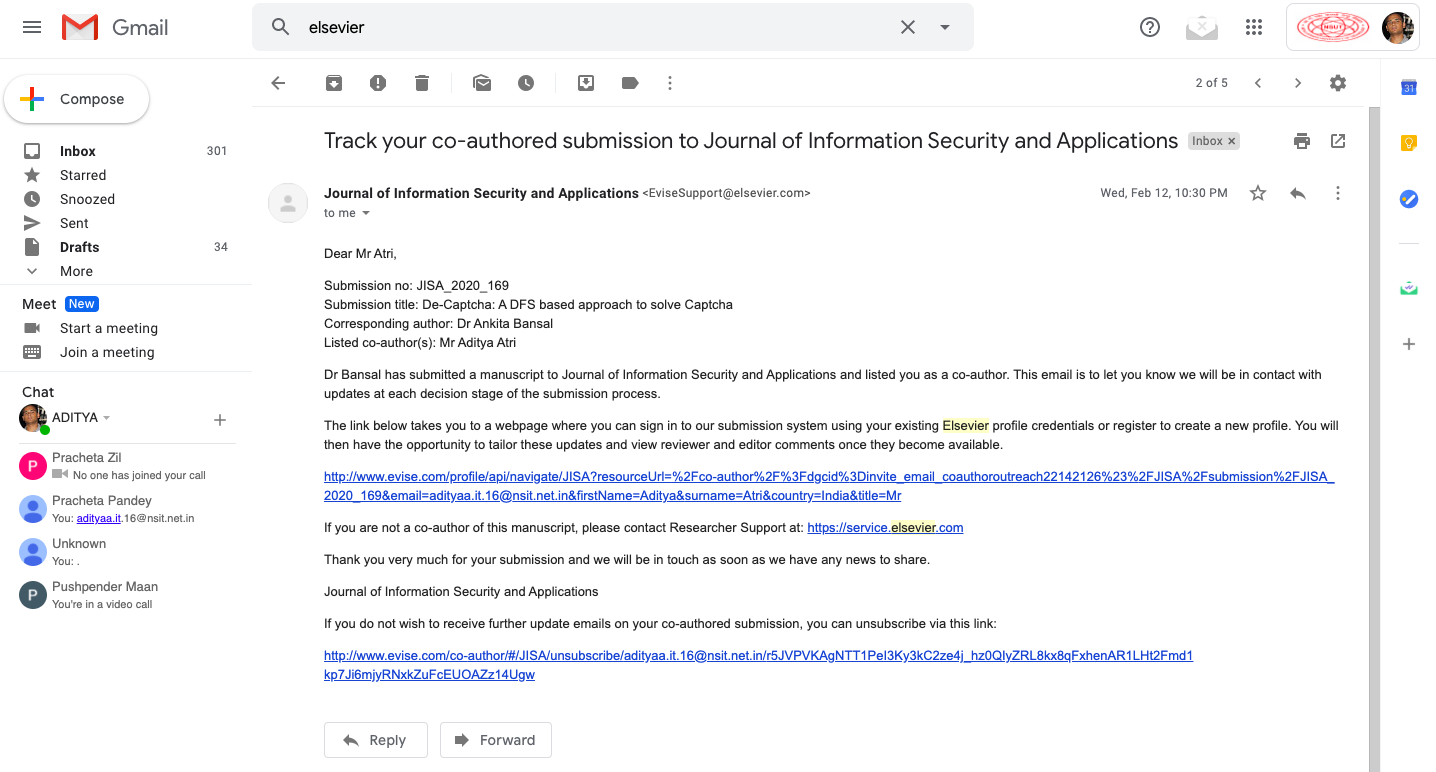 Gmail
elsevier
NSUT
Compose
2 of 5
31
Inbox 301
Starred
Snoozed
Sent
Drafts 34
More
Meet New
Start a meeting
Join a meeting
Chat
ADITYA
P Pracheta Zil
No one has joined your call
Pracheta Pandey
You: adityaa.it.16@nsit.net.in
Unknown
You: .
P Pushpender Maan
You're in a video call
Track your co-authored submission to Journal of Information Security and Applications Inbox x
Journal of Information Security and Applications <EviseSupport@elsevier.com> Wed, Feb 12, 10:30 PM
to me
Dear Mr Atri,
Submission no: JISA_2020_169
Submission title: De-Captcha: A DFS based approach to solve Captcha
Corresponding author: Dr Ankita Bansal
Listed co-author(s): Mr Aditya Atri
Dr Bansal has submitted a manuscript to Journal of Information Security and Applications and listed you as a co-author. This email is to let you know we will be in contact with
updates at each decision stage of the submission process.
The link below takes you to a webpage where you can sign in to our submission system using your existing Elsevier profile credentials or register to create a new profile. You will
then have the opportunity to tailor these updates and view reviewer and editor comments once they become available.
http://www.evise.com/profile/api/navigate/JISA?resourceUrl=%2Fco-author%2F%3Fdgcid%3Dinvite_email_coauthoroutreach22142126%23%2FJISA%2Fsubmission%2FJISA_
2020_169&email=adityaa.it.16@nsit.net.in&firstName=Aditya&surname=Atri&country=India&title=Mr
If you are not a co-author of this manuscript, please contact Researcher Support at: https://service.elsevier.com
Thank you very much for your submission and we will be in touch as soon as we have any news to share.
Journal of Information Security and Applications
If you do not wish to receive further update emails on your co-authored submission, you can unsubscribe via this link:
http://www.evise.com/co-author/#/JISA/unsubscribe/adityaa.it.16@nsit.net.in/r5JVPVKAgNTT1PeI3Ky3kC2ze4j_hz0QIyZRL8kx8qFxhenAR1LHt2Fmd1
kp7Ji6mjyRNxkZuFcEUOAZz14Ugw
Reply Forward